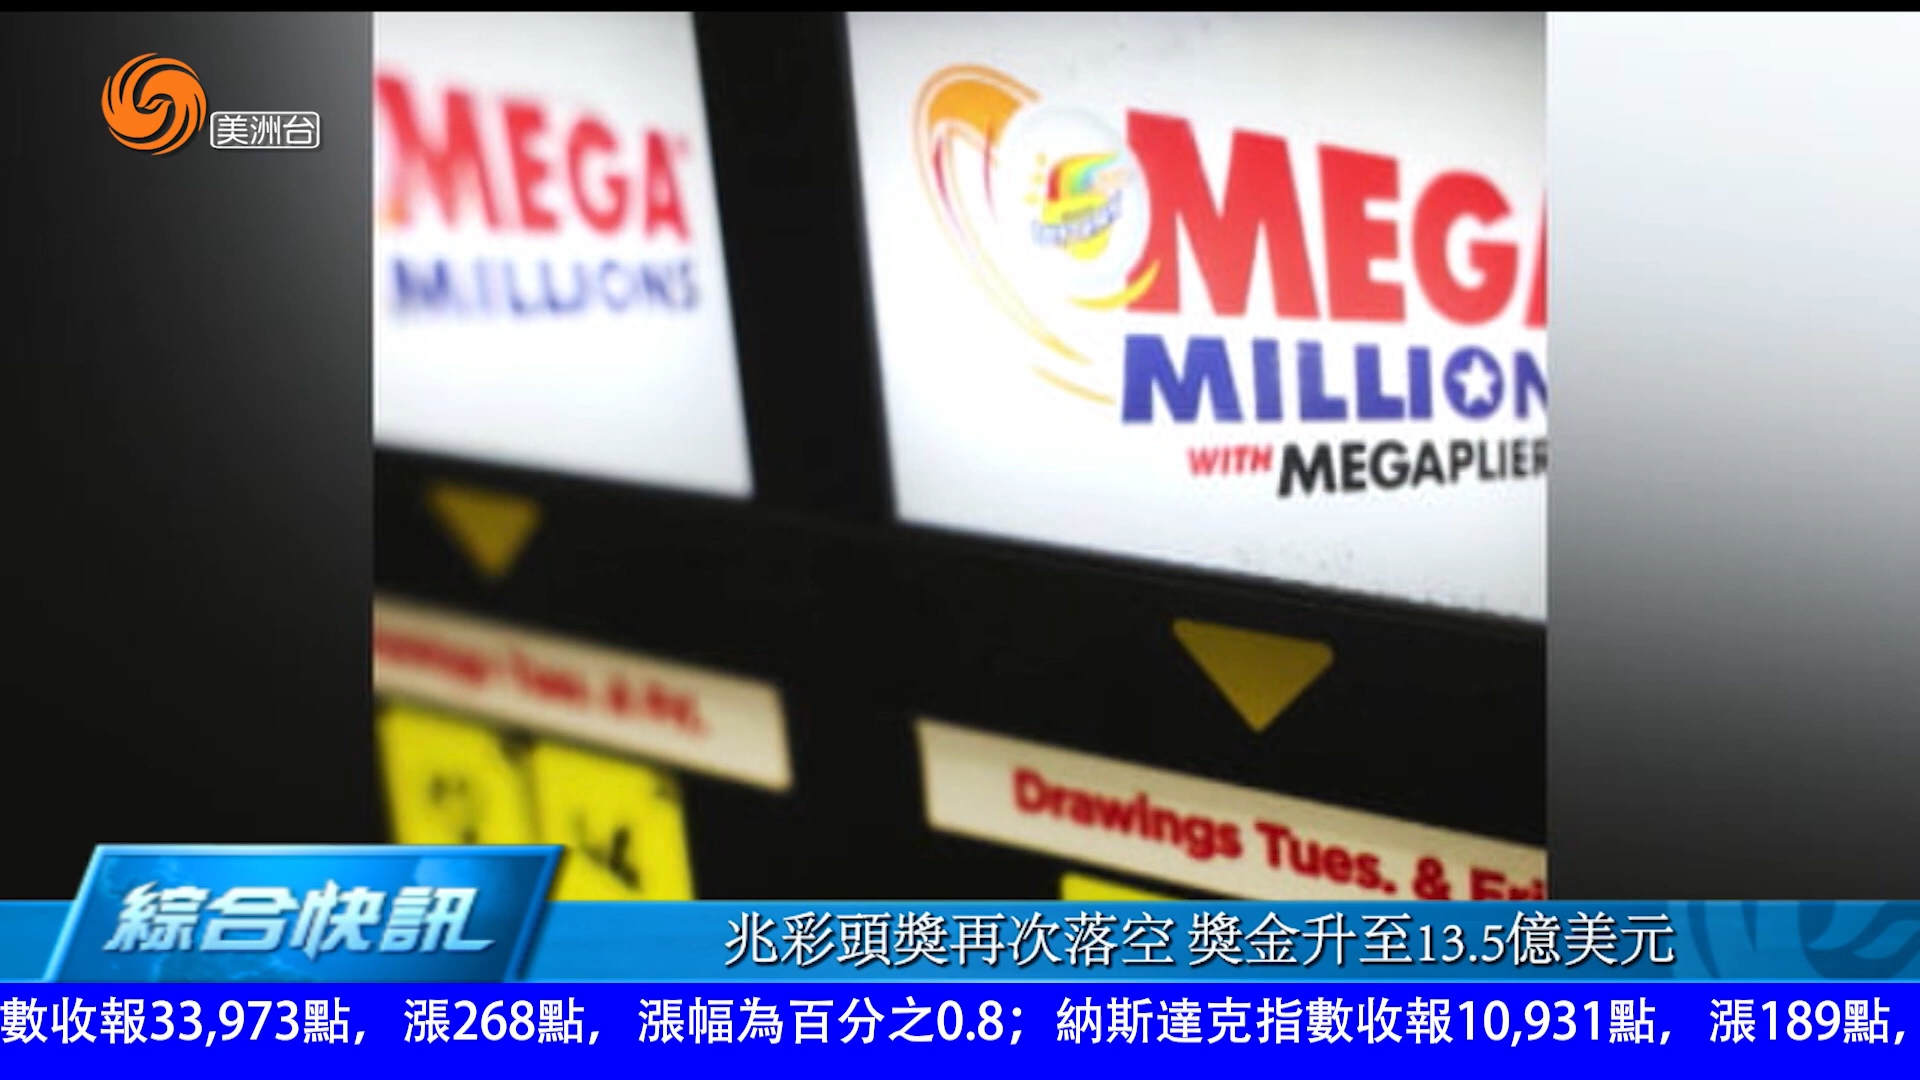 美洲台
MEGA
MILLIONS
MEGA
MILLION
WITH MEGAPLIER
Drawings Tues. & Fri
綜合快訊
兆彩頭獎再次落空 獎金升至13.5億美元
數收報33,973點，漲268點，漲幅為百分之0.8；納斯達克指數收報10,931點，漲189點，